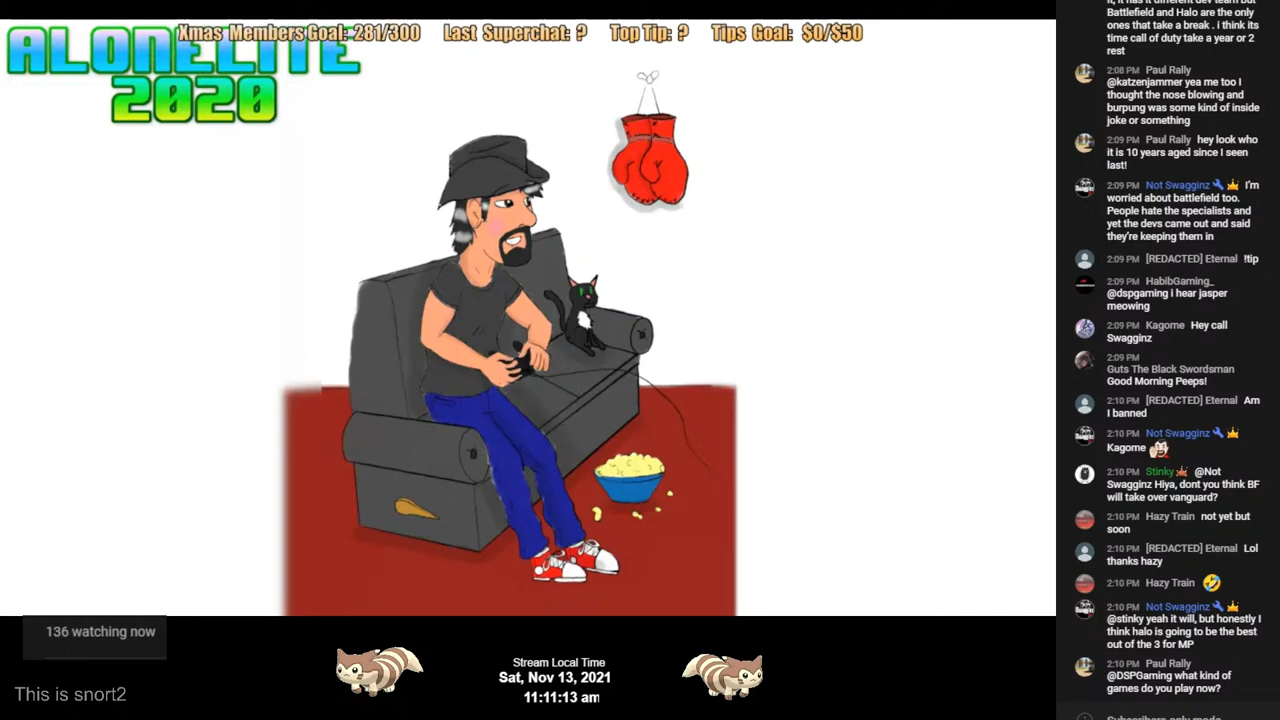 Xmas Members Goal: 281/300 Last Superchat: ? Top Tip: ? Tips Goal: $0/$50
ALONELITE
2020
Battlefield and Halo are the only
ones that take a break . i think its
time call of duty take a year or 2
rest
2:08 PM Paul Rally
@katzenjammer yea me too I
thought the nose blowing and
burpung was some kind of inside
joke or something
2:09 PM Paul Rally hey look who
it is 10 years aged since I seen
last!
2:09 PM Not Swagginz I'm
worried about battlefield too.
People hate the specialists and
yet the devs came out and said
they're keeping them in
2:09 PM [REDACTED] Eternal !tip
2:09 PM HabibGaming_
@dspgaming i hear jasper
meowing
2:09 PM Kagome Hey call
Swagginz
2:09 PM
Guts The Black Swordsman
Good Morning Peeps!
2:10 PM [REDACTED] Eternal Am
I banned
2:10 PM Not Swagginz
Kagome
2:10 PM Stinky @Not
Swagginz Hiya, dont you think BF
will take over vanguard?
2:10 PM Hazy Train not yet but
soon
2:10 PM [REDACTED] Eternal Lol
thanks hazy
2:10 PM Hazy Train 🤣
2:10 PM Not Swagginz
@stinky yeah it will, but honestly I
think halo is going to be the best
out of the 3 for MP
2:10 PM Paul Rally
@DSPGaming what kind of
games do you play now?
136 watching now
This is snort2
Stream Local Time
Sat, Nov 13, 2021
11:11:13 am